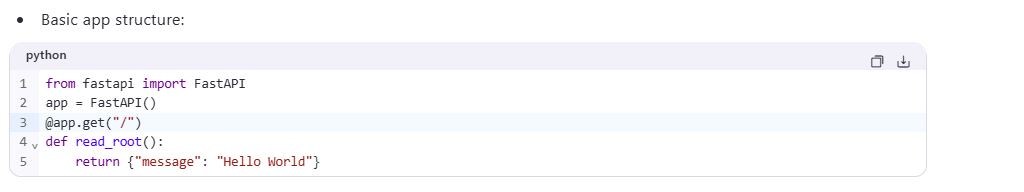 • Basic app structure:
python
1 from fastapi import FastAPI
2 app = FastAPI()
3 @app.get("/")
4 def read_root():
5     return {"message": "Hello World"}